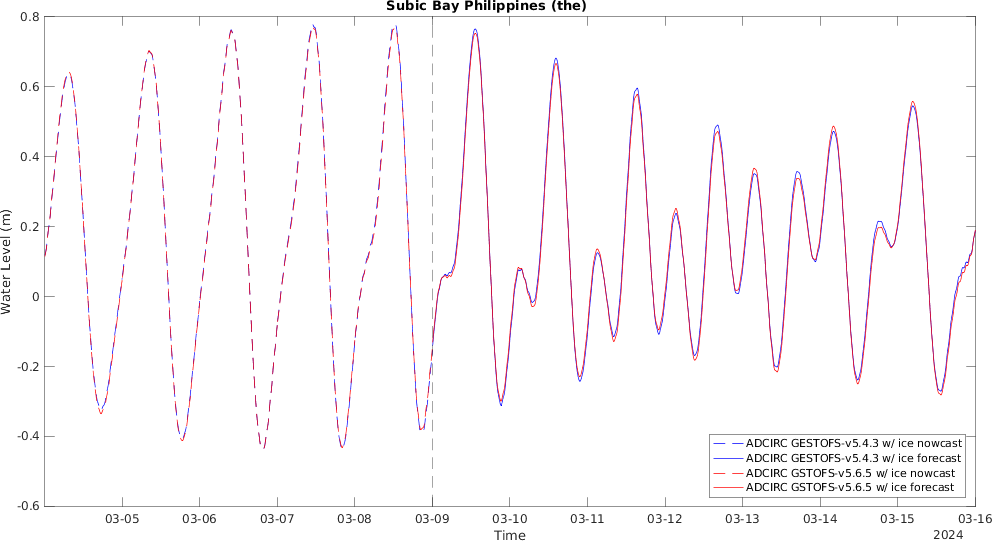 Subic Bay Philippines (the)
0.8
0.6
0.4
0.2
0
-0.2
-0.4
-0.6
Water Level (m)
ADCIRC GESTOFS-v5.4.3 w/ ice nowcast
ADCIRC GESTOFS-v5.4.3 w/ ice forecast
ADCIRC GSTOFS-v5.6.5 w/ ice nowcast
ADCIRC GSTOFS-v5.6.5 w/ ice forecast
03-05 03-06 03-07 03-08 03-09 03-10 03-11 03-12 03-13 03-14 03-15 03-16
Time
2024